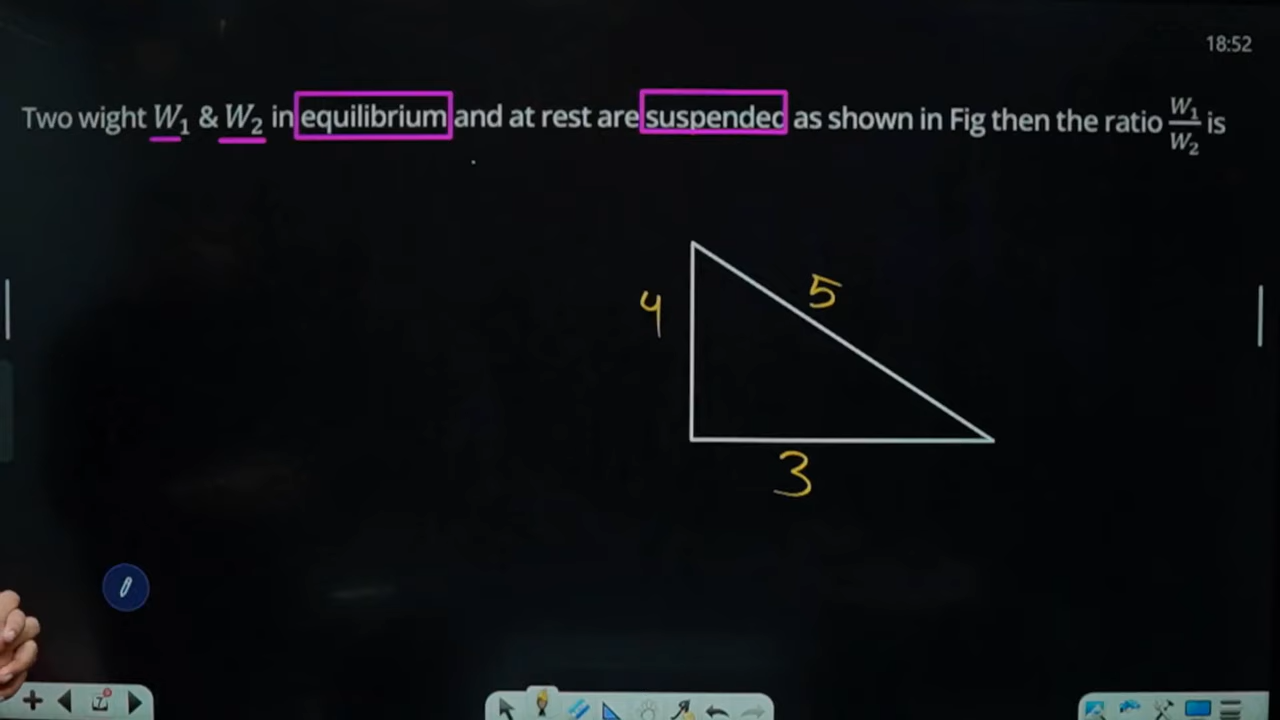 18:52
Two wight W₁ & W₂ in equilibrium and at rest are suspended as shown in Fig then the ratio W₁/W₂ is
4
5
3